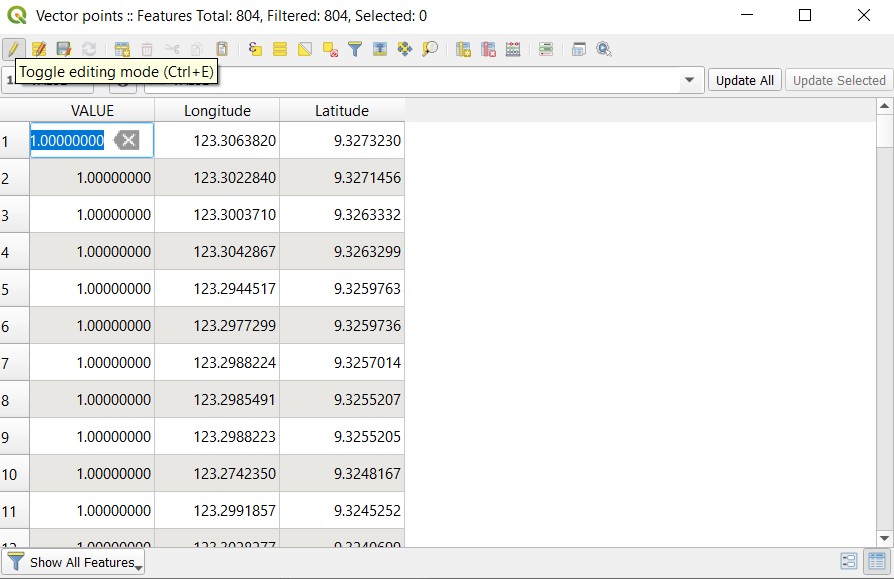 Vector points :: Features Total: 804, Filtered: 804, Selected: 0
Toggle editing mode (Ctrl+E)
Update All Update Selected
VALUE Longitude Latitude
1 1.00000000 123.3063820 9.3273230
2 1.00000000 123.3022840 9.3271456
3 1.00000000 123.3003710 9.3263332
4 1.00000000 123.3042867 9.3263299
5 1.00000000 123.2944517 9.3259763
6 1.00000000 123.2977299 9.3259736
7 1.00000000 123.2988224 9.3257014
8 1.00000000 123.2985491 9.3255207
9 1.00000000 123.2988223 9.3255205
10 1.00000000 123.2742350 9.3248167
11 1.00000000 123.2991857 9.3245252
Show All Features